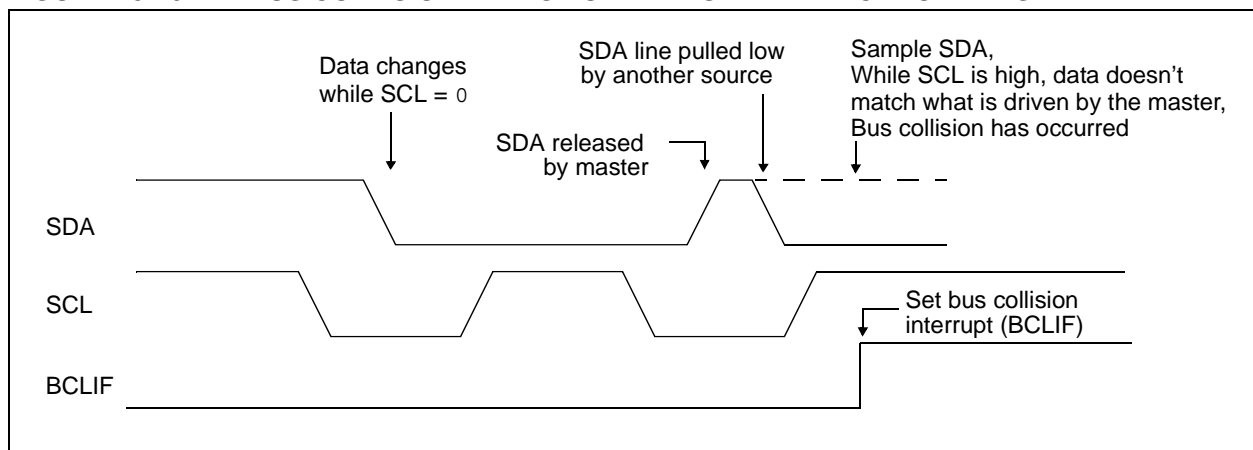 Data changes
while SCL = 0
SDA line pulled low
by another source
Sample SDA,
While SCL is high, data doesn't
match what is driven by the master,
Bus collision has occurred
SDA released
by master
SDA
SCL
Set bus collision
interrupt (BCLIF)
BCLIF